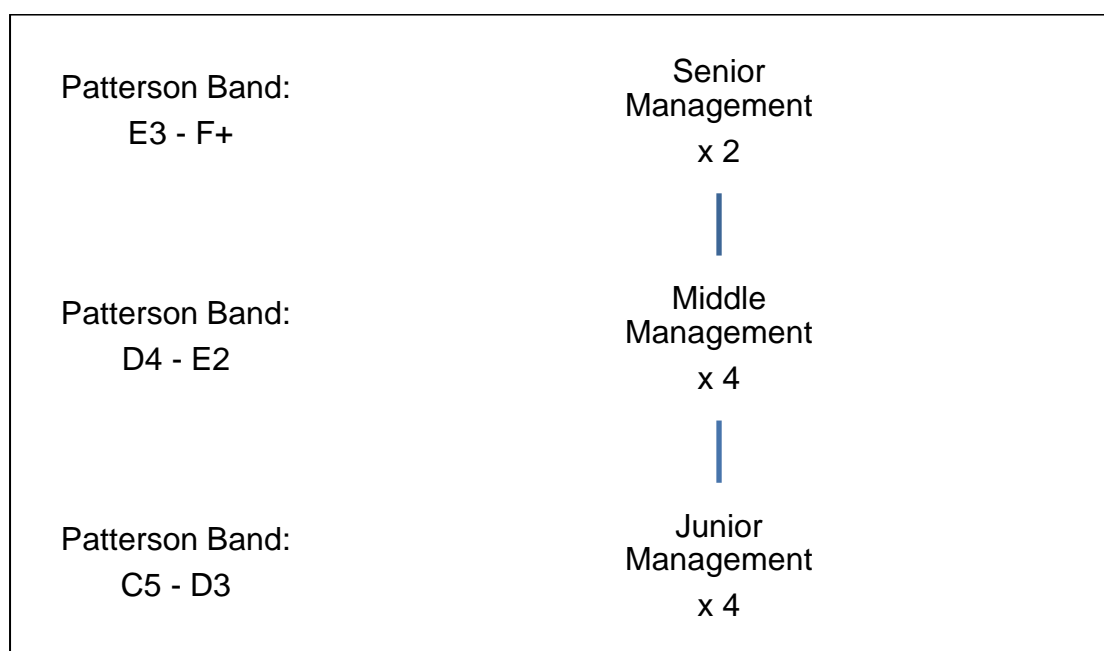 Patterson Band:
E3 - F+
Senior
Management
x 2
Patterson Band:
D4 - E2
Middle
Management
x 4
Patterson Band:
C5 - D3
Junior
Management
x 4